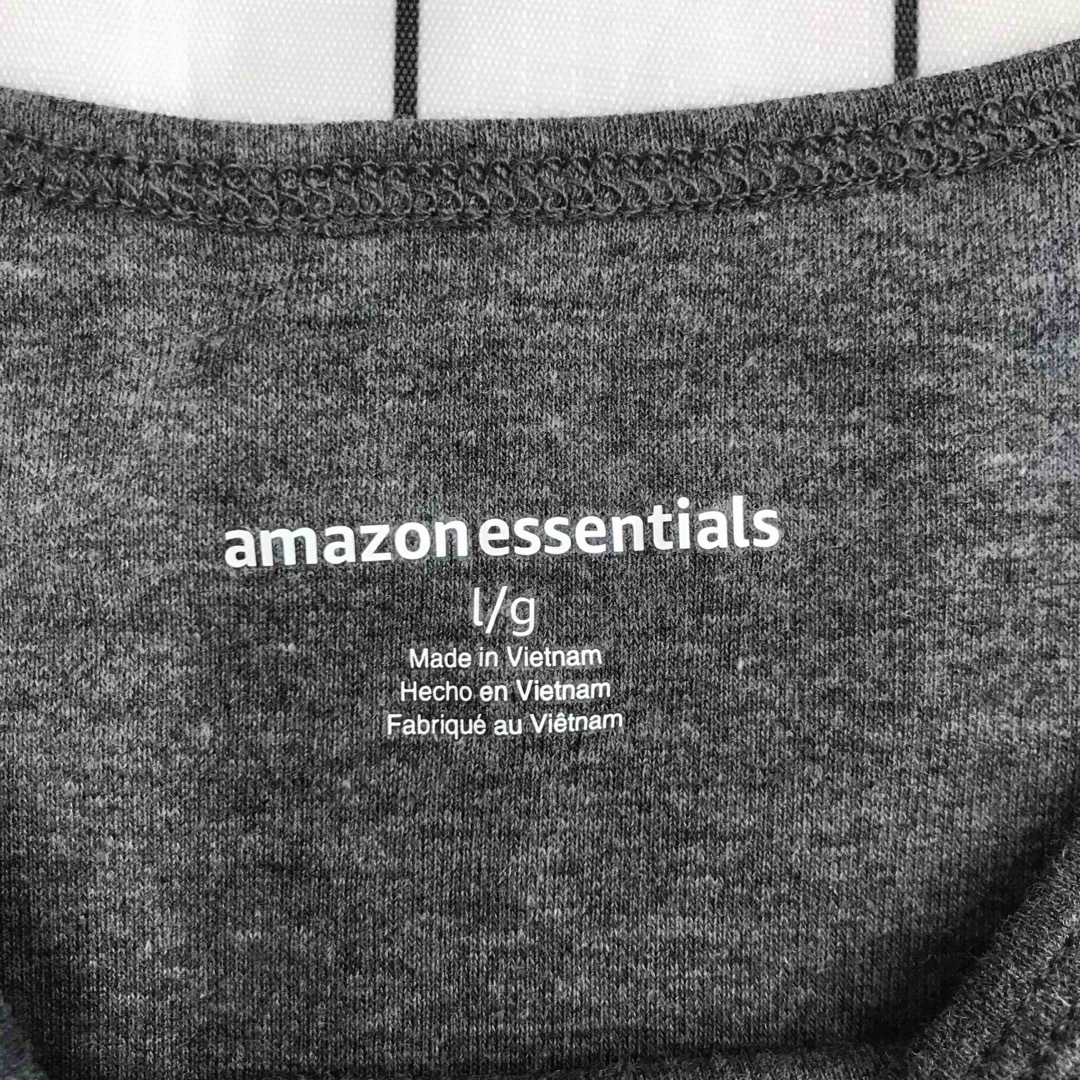 amazon essentials
l/g
Made in Vietnam
Hecho en Vietnam
Fabriqué au Viêtnam